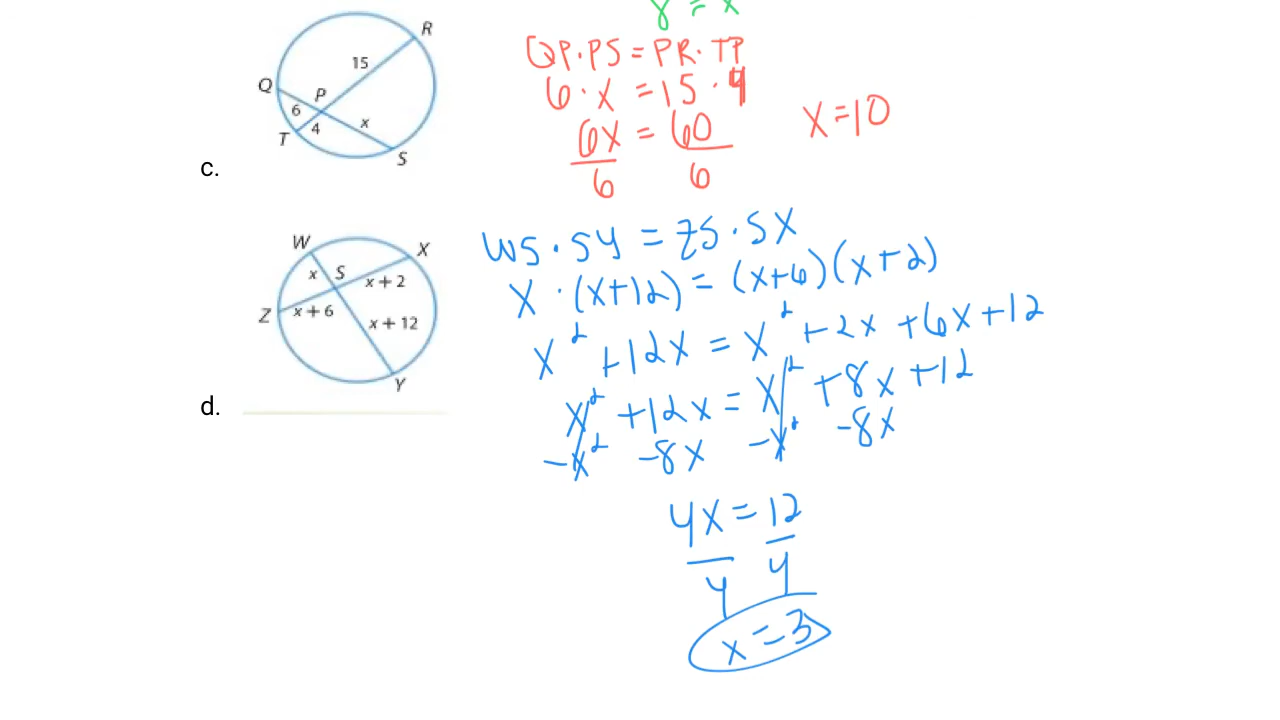 8 = x
R
15
Q
P
6
x
T
4
S
c.
QP·PS = PR·TP
6·x = 15·4
6x = 60
6 6
x=10
W
X
x
S
x + 2
Z
x + 6
x + 12
Y
d.
WS·SY = ZS·SX
x·(x+12) = (x+6)(x+2)
x² +12x = x² +2x +6x+12
x² +12x = x² +8x +12
-x² -8x -x² -8x
4x = 12
4 4
x = 3